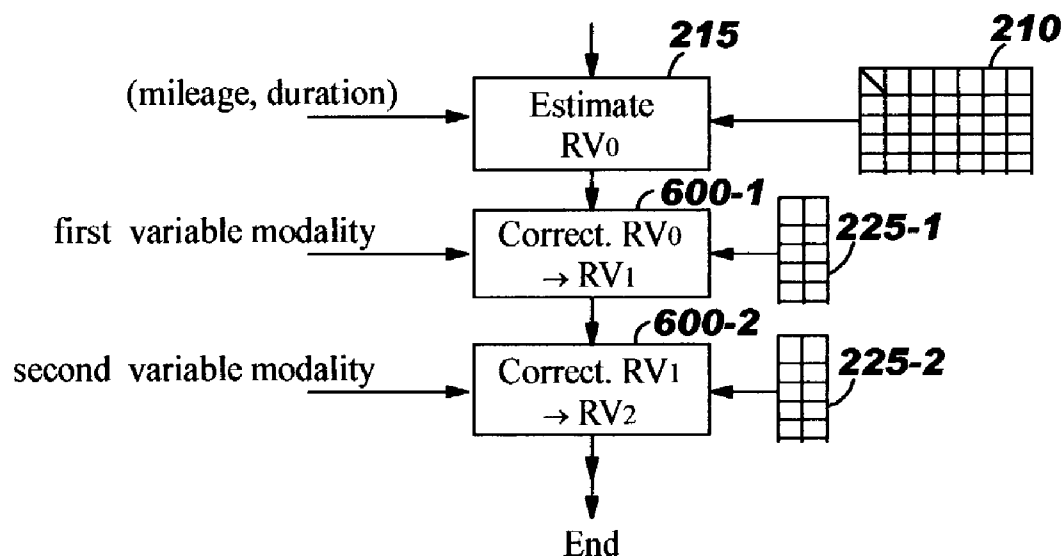 215
210
(mileage, duration)
Estimate
RV0
600-1
first variable modality
Correct. RV0
→ RV1
225-1
600-2
second variable modality
Correct. RV1
→ RV2
225-2
End